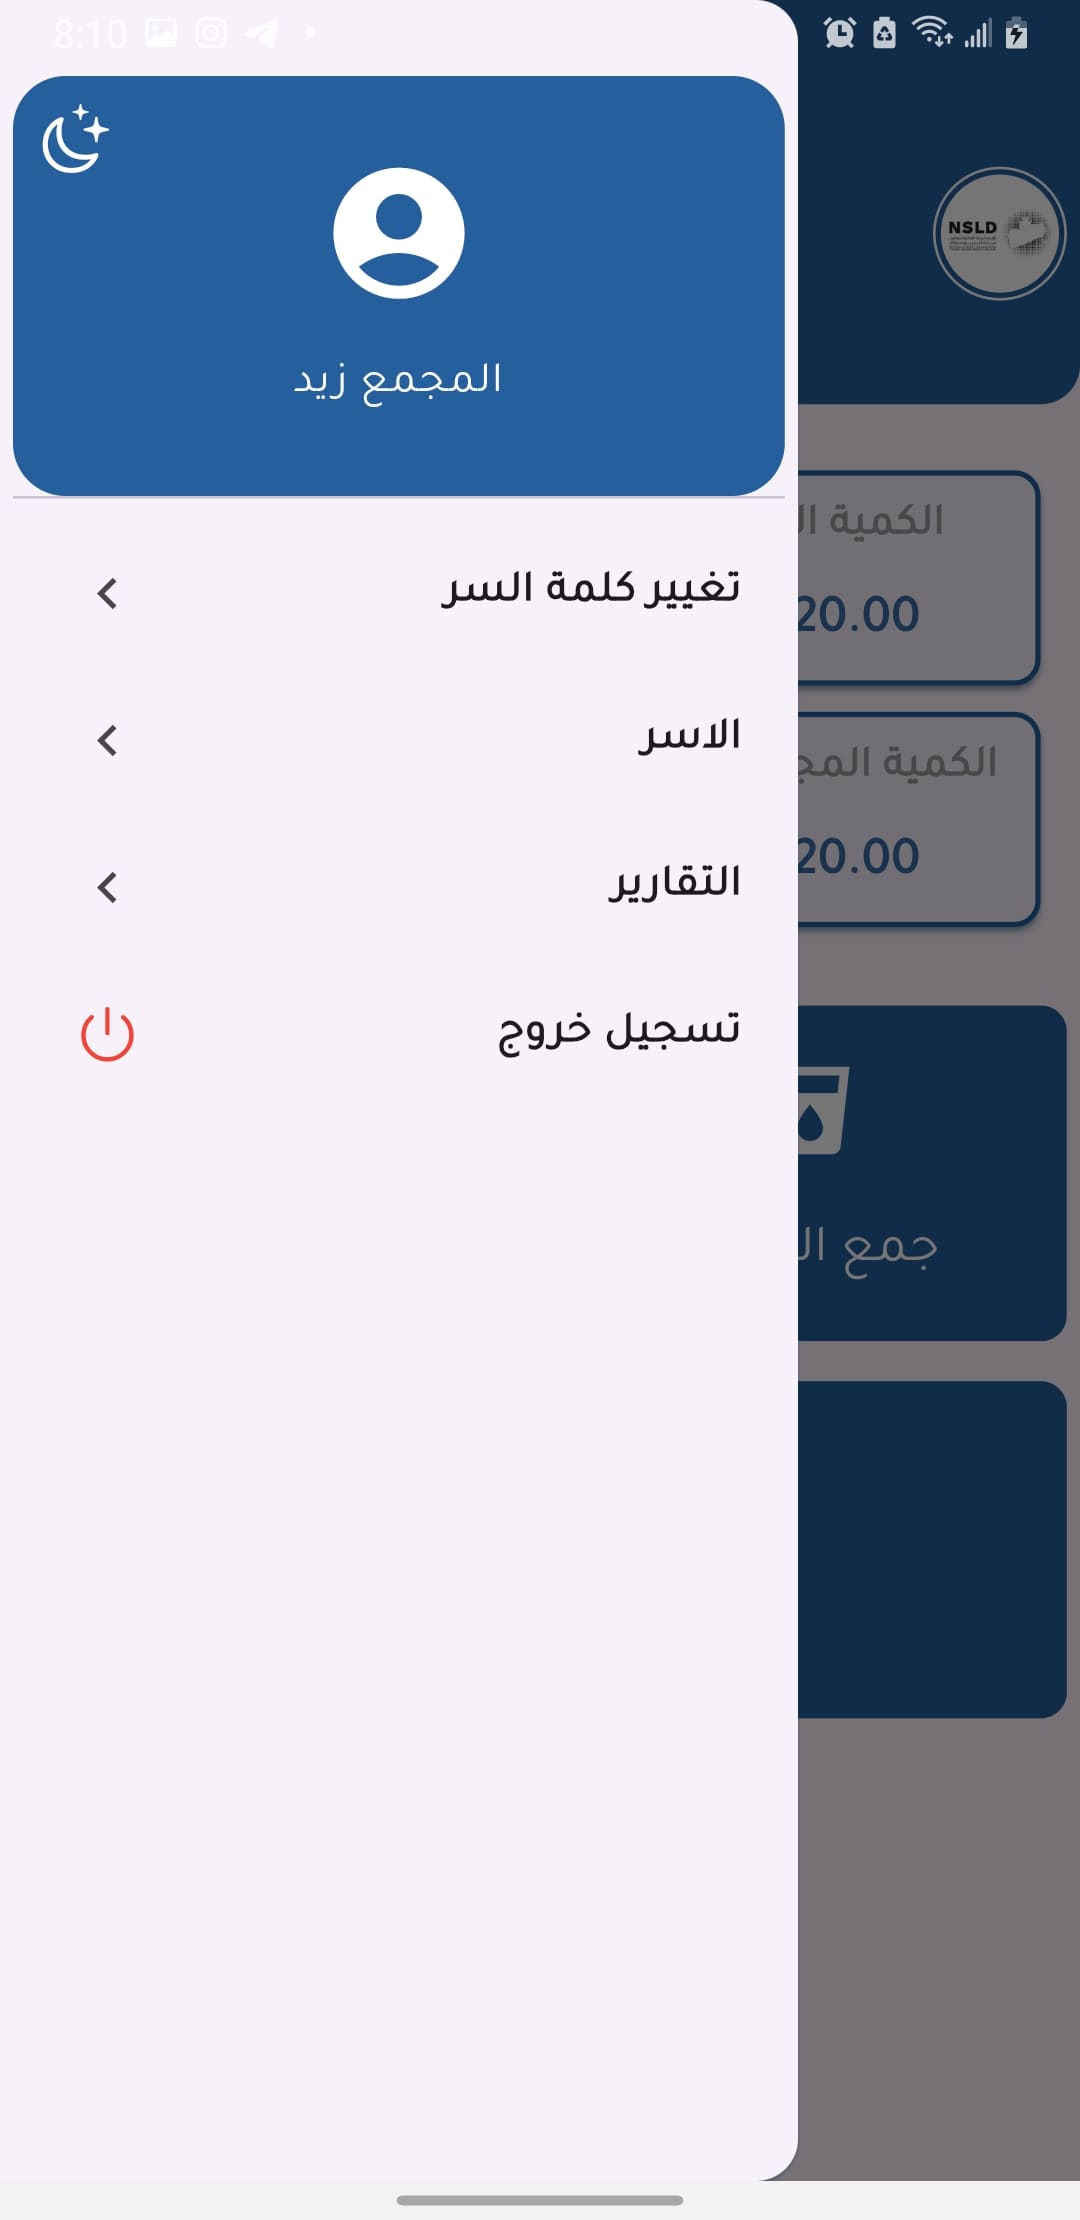 8:10
NSLD
المجمع زيد
تغيير كلمة السر
الاسر
التقارير
تسجيل خروج
الكمية ال
20.00
الكمية المج
20.00
جمع ال